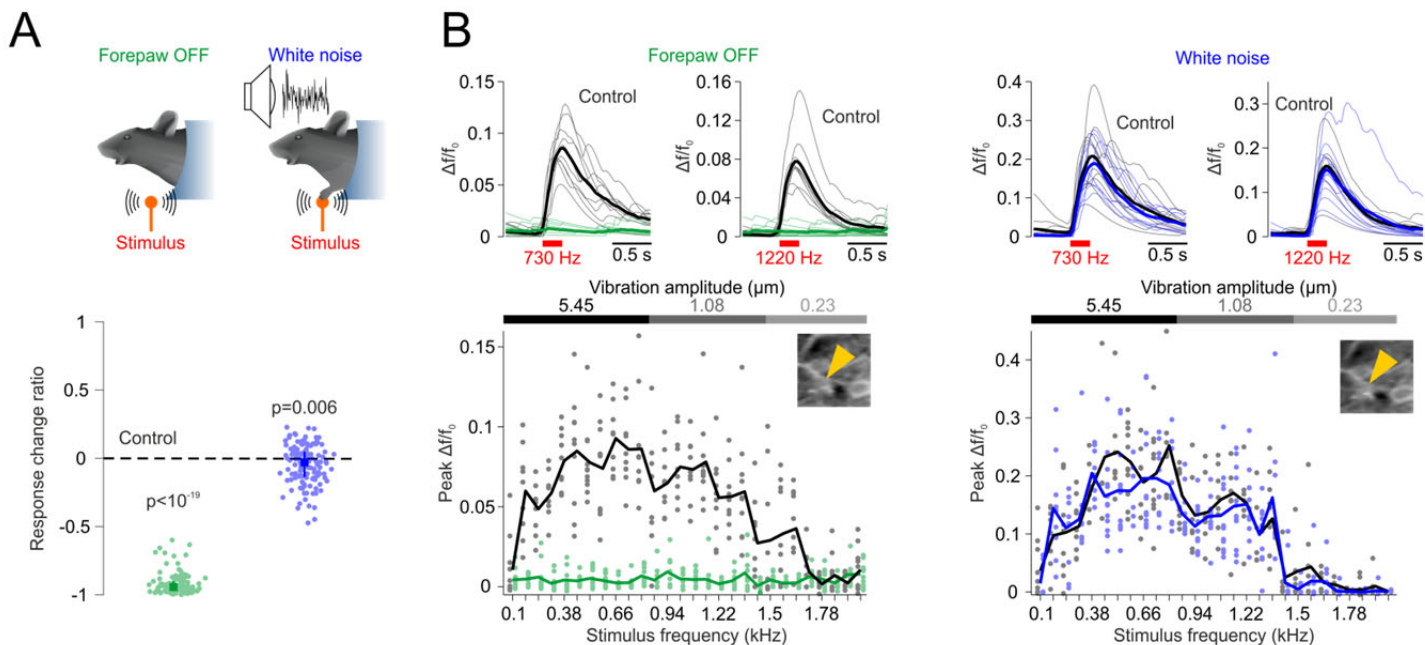 A
Forepaw OFF
White noise
Stimulus
Stimulus
1
0.5
0
-0.5
-1
Response change ratio
Control
p=0.006
p<10-19
B
Forepaw OFF
0.15
0.1
0.05
0
Δf/f0
Control
730 Hz
0.5 s
0.16
0.12
0.08
0.04
0
Δf/f0
Control
1220 Hz
0.5 s
White noise
0.4
0.3
0.2
0.1
0
Δf/f0
Control
730 Hz
0.5 s
0.3
0.2
0.1
0
Δf/f0
Control
1220 Hz
0.5 s
Vibration amplitude (µm)
5.45 1.08 0.23
0.15
0.1
0.05
0
Peak Δf/f0
0.1 0.38 0.66 0.94 1.22 1.5 1.78
Stimulus frequency (kHz)
Vibration amplitude (µm)
5.45 1.08 0.23
0.4
0.3
0.2
0.1
0
Peak Δf/f0
0.1 0.38 0.66 0.94 1.22 1.5 1.78
Stimulus frequency (kHz)